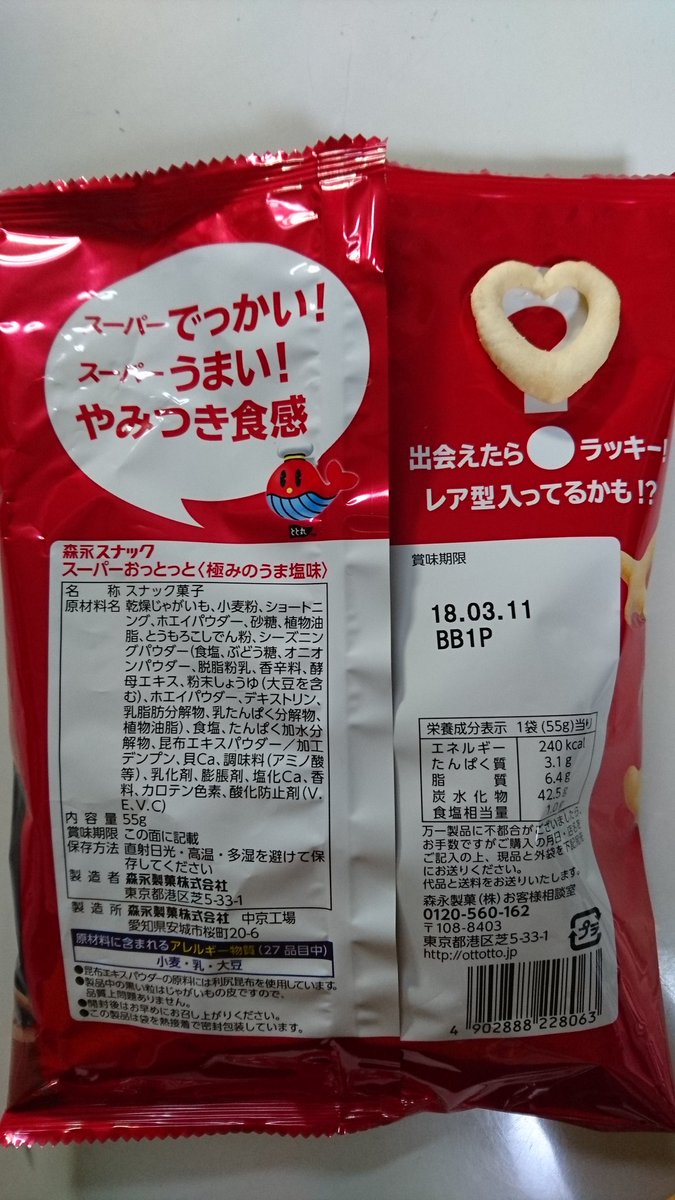 スーパーでっかい!
スーパーうまい!
やみつき食感
ととまる
森永スナック
スーパーおっとっと〈極みのうま塩味〉
名 称 スナック菓子
原材料名 乾燥じゃがいも、小麦粉、ショートニ
ング、ホエイパウダー、砂糖、植物油
脂、とうもろこしでん粉、シーズニン
グパウダー(食塩、ぶどう糖、オニオ
ンパウダー、脱脂粉乳、香辛料、酵
母エキス、粉末しょうゆ(大豆を含
む)、ホエイパウダー、デキストリン、
乳脂肪分解物、乳たんぱく分解物、
植物油脂)、食塩、たんぱく加水分
解物、昆布エキスパウダー/加工
デンプン、貝Ca、調味料(アミノ酸
等)、乳化剤、膨脹剤、塩化Ca、香
料、カロテン色素、酸化防止剤(V.
E、V.C)
内 容 量 55g
賞味期限 この面に記載
保存方法 直射日光・高温・多湿を避けて保
存してください
製 造 者 森永製菓株式会社
東京都港区芝5-33-1
製 造 所 森永製菓株式会社 中京工場
愛知県安城市桜町20-6
原材料に含まれるアレルギー物質(27品目中)
小麦・乳・大豆
●昆布エキスパウダーの原料には利尻昆布を使用しています。
●製品中の黒い粒はじゃがいもの皮ですので、
品質上問題ありません。
●開封後はお早めにお召し上がりください。
●この製品は袋を熱接着で密封包装しています。
出会えたら ラッキー!
レア型入ってるかも!?
賞味期限
18.03.11
BB1P
栄養成分表示 1袋(55g)当り
エネルギー 240kcal
たんぱく質 3.1g
脂 質 6.4g
炭水化物 42.5g
食塩相当量 1.0g
万一製品に不都合がございましたら、
お手数ですがご購入の月日・店名を
ご記入の上、現品と外袋を下記宛
にお送りください。
代品と送料をお送りいたします。
森永製菓(株)お客様相談室
0120-560-162
〒108-8403
東京都港区芝5-33-1
http://ottotto.jp
プラ
4 902888 228063